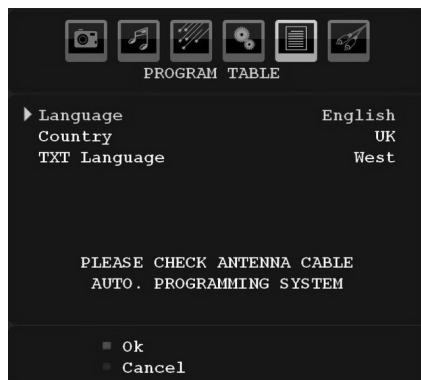 PROGRAM TABLE
Language English
Country UK
TXT Language West
PLEASE CHECK ANTENNA CABLE
AUTO. PROGRAMMING SYSTEM
Ok
Cancel